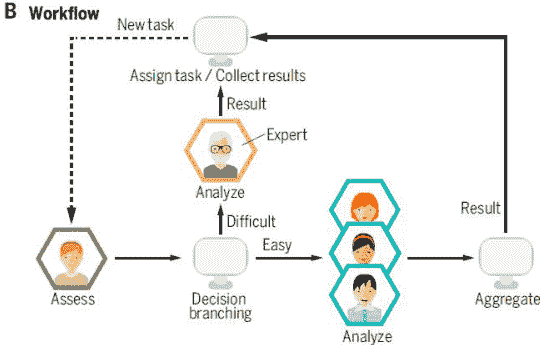 B Workflow
New task
Assign task / Collect results
Result
Expert
Analyze
Difficult
Easy
Result
Assess
Decision
branching
Analyze
Aggregate